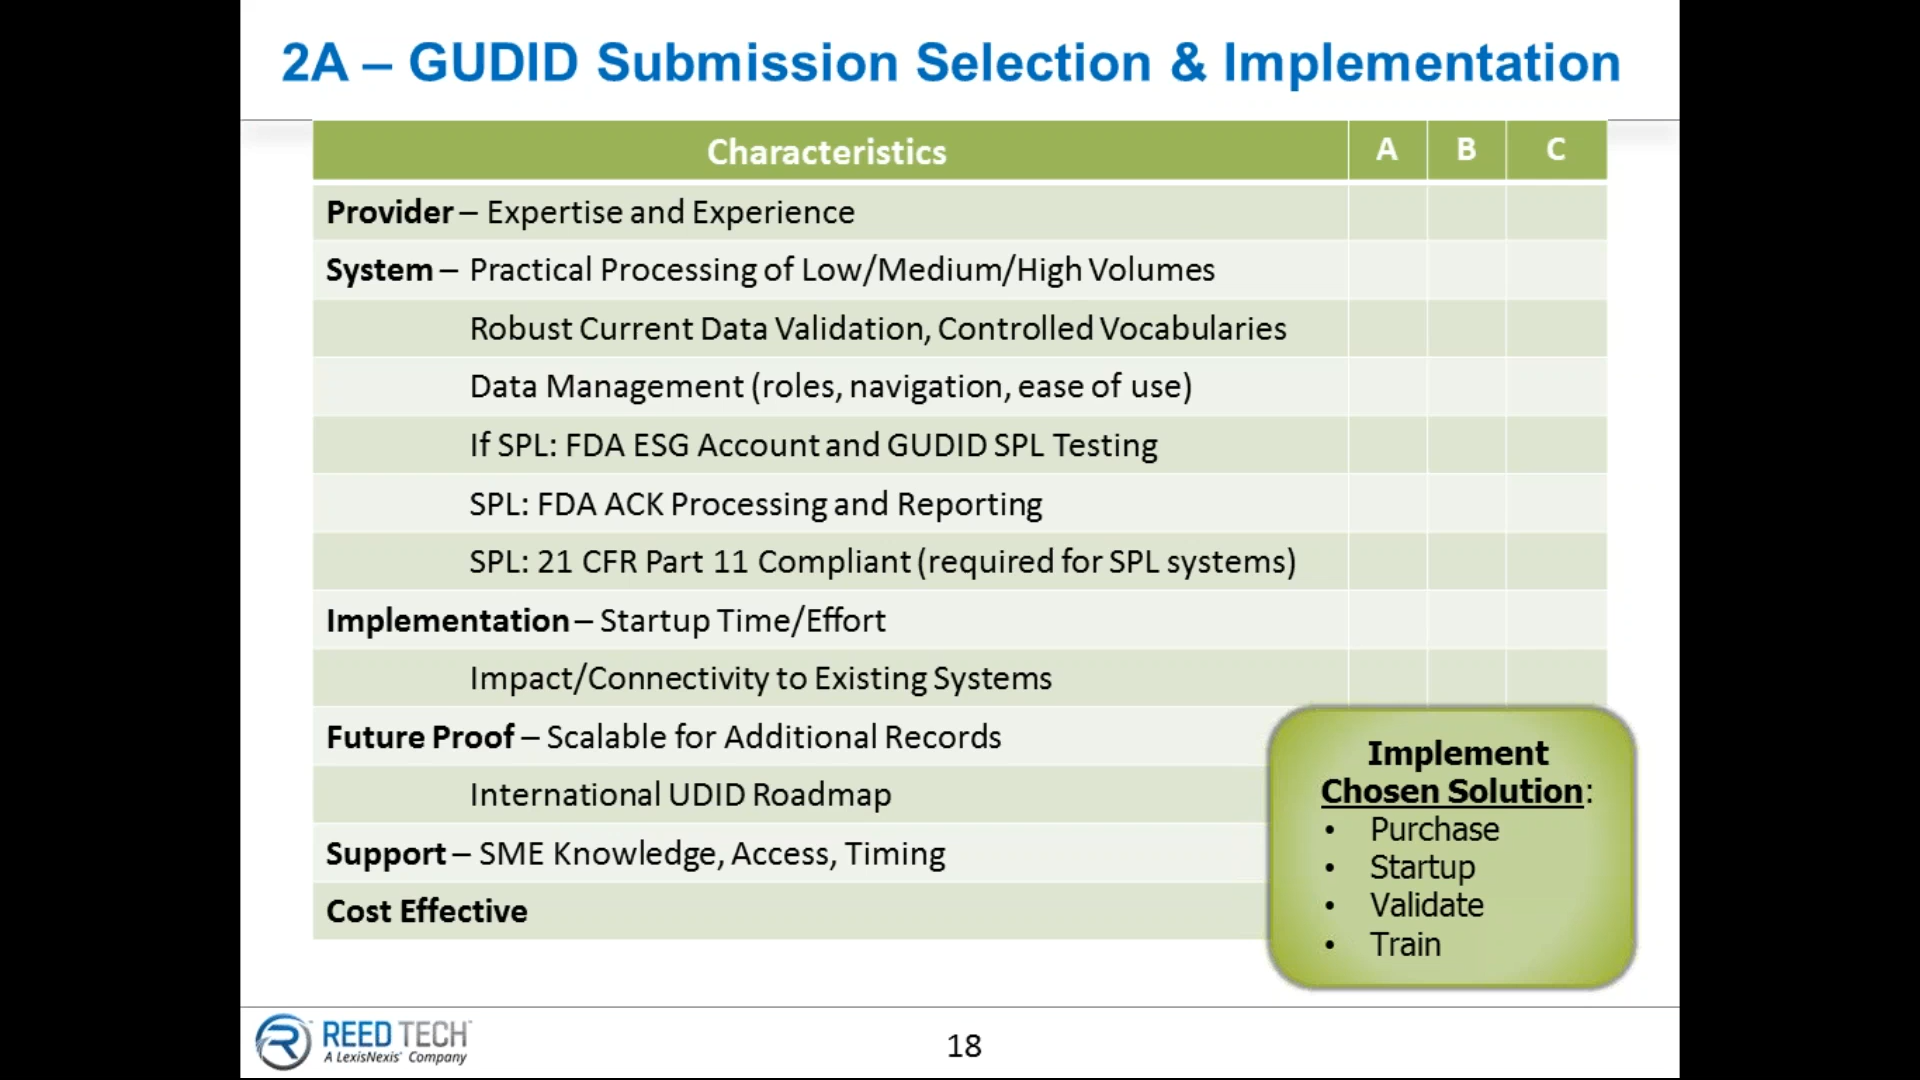 2A – GUDID Submission Selection & Implementation
Characteristics A B C
Provider – Expertise and Experience
System – Practical Processing of Low/Medium/High Volumes
Robust Current Data Validation, Controlled Vocabularies
Data Management (roles, navigation, ease of use)
If SPL: FDA ESG Account and GUDID SPL Testing
SPL: FDA ACK Processing and Reporting
SPL: 21 CFR Part 11 Compliant (required for SPL systems)
Implementation – Startup Time/Effort
Impact/Connectivity to Existing Systems
Future Proof – Scalable for Additional Records
International UDID Roadmap
Support – SME Knowledge, Access, Timing
Cost Effective
Implement
Chosen Solution:
• Purchase
• Startup
• Validate
• Train
REED TECH™
A LexisNexis® Company
18